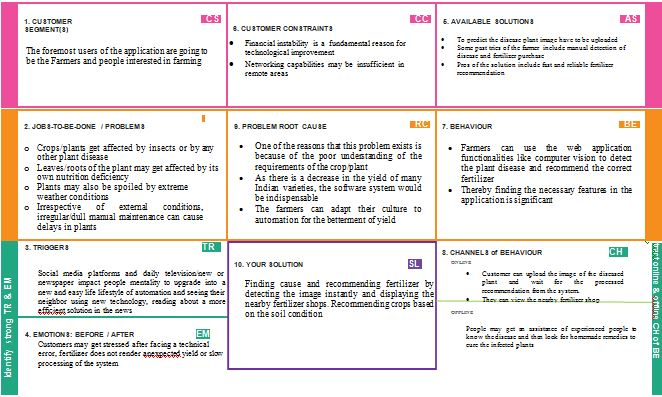 1. CUSTOMER
SEGMENT(S)
CS
The foremost users of the application are going to
be the Farmers and people interested in farming
6. CUSTOMER CONSTRAINTS
CC
Financial instability is a fundamental reason for
technological improvement
Networking capabilities may be insufficient in
remote areas
5. AVAILABLE SOLUTIONS
AS
To predict the disease plant image have to be uploaded
Some past tries of the farmer include manual detection
of disease and fertilizer purchase
Pros of the solution include fast and reliable fertilizer
recommendation
2. JOBS-TO-BE-DONE / PROBLEMS
Crops/plants get affected by insects or by any
other plant disease
Leaves/roots of the plant may get affected by its
own nutrition deficiency
Plants may also be spoiled by extreme
weather conditions
Irrespective of external conditions,
irregular/dull manual maintenance can cause
delays in plants
9. PROBLEM ROOT CAUSE
RC
One of the reasons that this problem exists is
because of the poor understanding of the
requirements of the crop/plant
As there is a decrease in the yield of many
Indian varieties, the software system would
be indispensable
The farmers can adapt their culture to
automation for the betterment of yield
7. BEHAVIOUR
BE
Farmers can use the web application
functionalities like computer vision to detect
the plant disease and recommend the correct
fertilizer
Thereby finding the necessary features in the
application is significant
3. TRIGGERS
TR
Social media platforms and daily television/new or
newspaper impact people mentality to upgrade into a
new and easy life lifestyle of automation and seeing their
neighbor using new technology, reading about a more
efficient solution in the news
4. EMOTIONS: BEFORE / AFTER
EM
Customers may get stressed after facing a technical
error, fertilizer does not render unexpected yield or slow
processing of the system
Identify strong TR & EM
10. YOUR SOLUTION
SL
Finding cause and recommending fertilizer by
detecting the image instantly and displaying the
nearby fertilizer shops. Recommending crops based
on the soil condition
8. CHANNELS of BEHAVIOUR
CH
ONLINE
Customer can upload the image of the diseased
plant and wait for the processed
recommendation from the system.
They can view the nearby fertilizer shop
OFFLINE
People may get an assistance of experienced people to
know the disease and then look for homemade remedies to
cure the infected plants
online & offline CH of BE